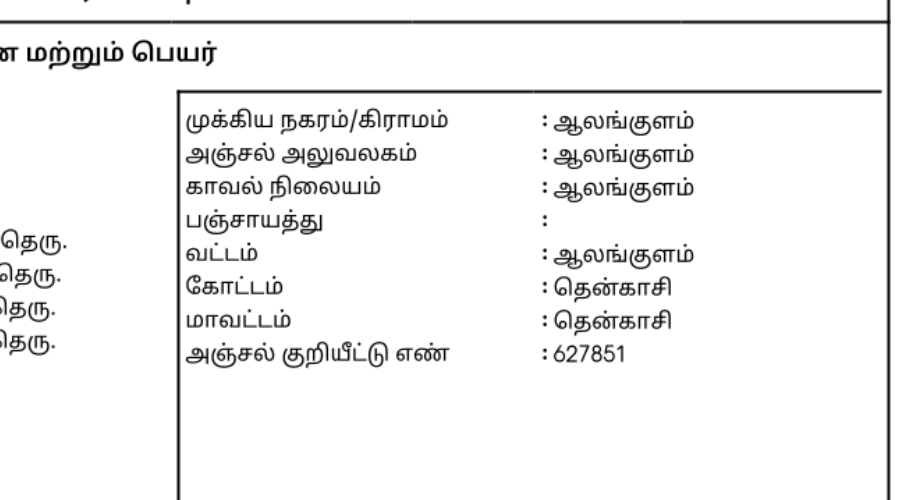 மற்றும் பெயர்
முக்கிய நகரம்/கிராமம் : ஆலங்குளம்
அஞ்சல் அலுவலகம் : ஆலங்குளம்
காவல் நிலையம் : ஆலங்குளம்
பஞ்சாயத்து :
வட்டம் : ஆலங்குளம்
கோட்டம் : தென்காசி
மாவட்டம் : தென்காசி
அஞ்சல் குறியீட்டு எண் : 627851
தெரு.
தெரு.
தெரு.
தெரு.